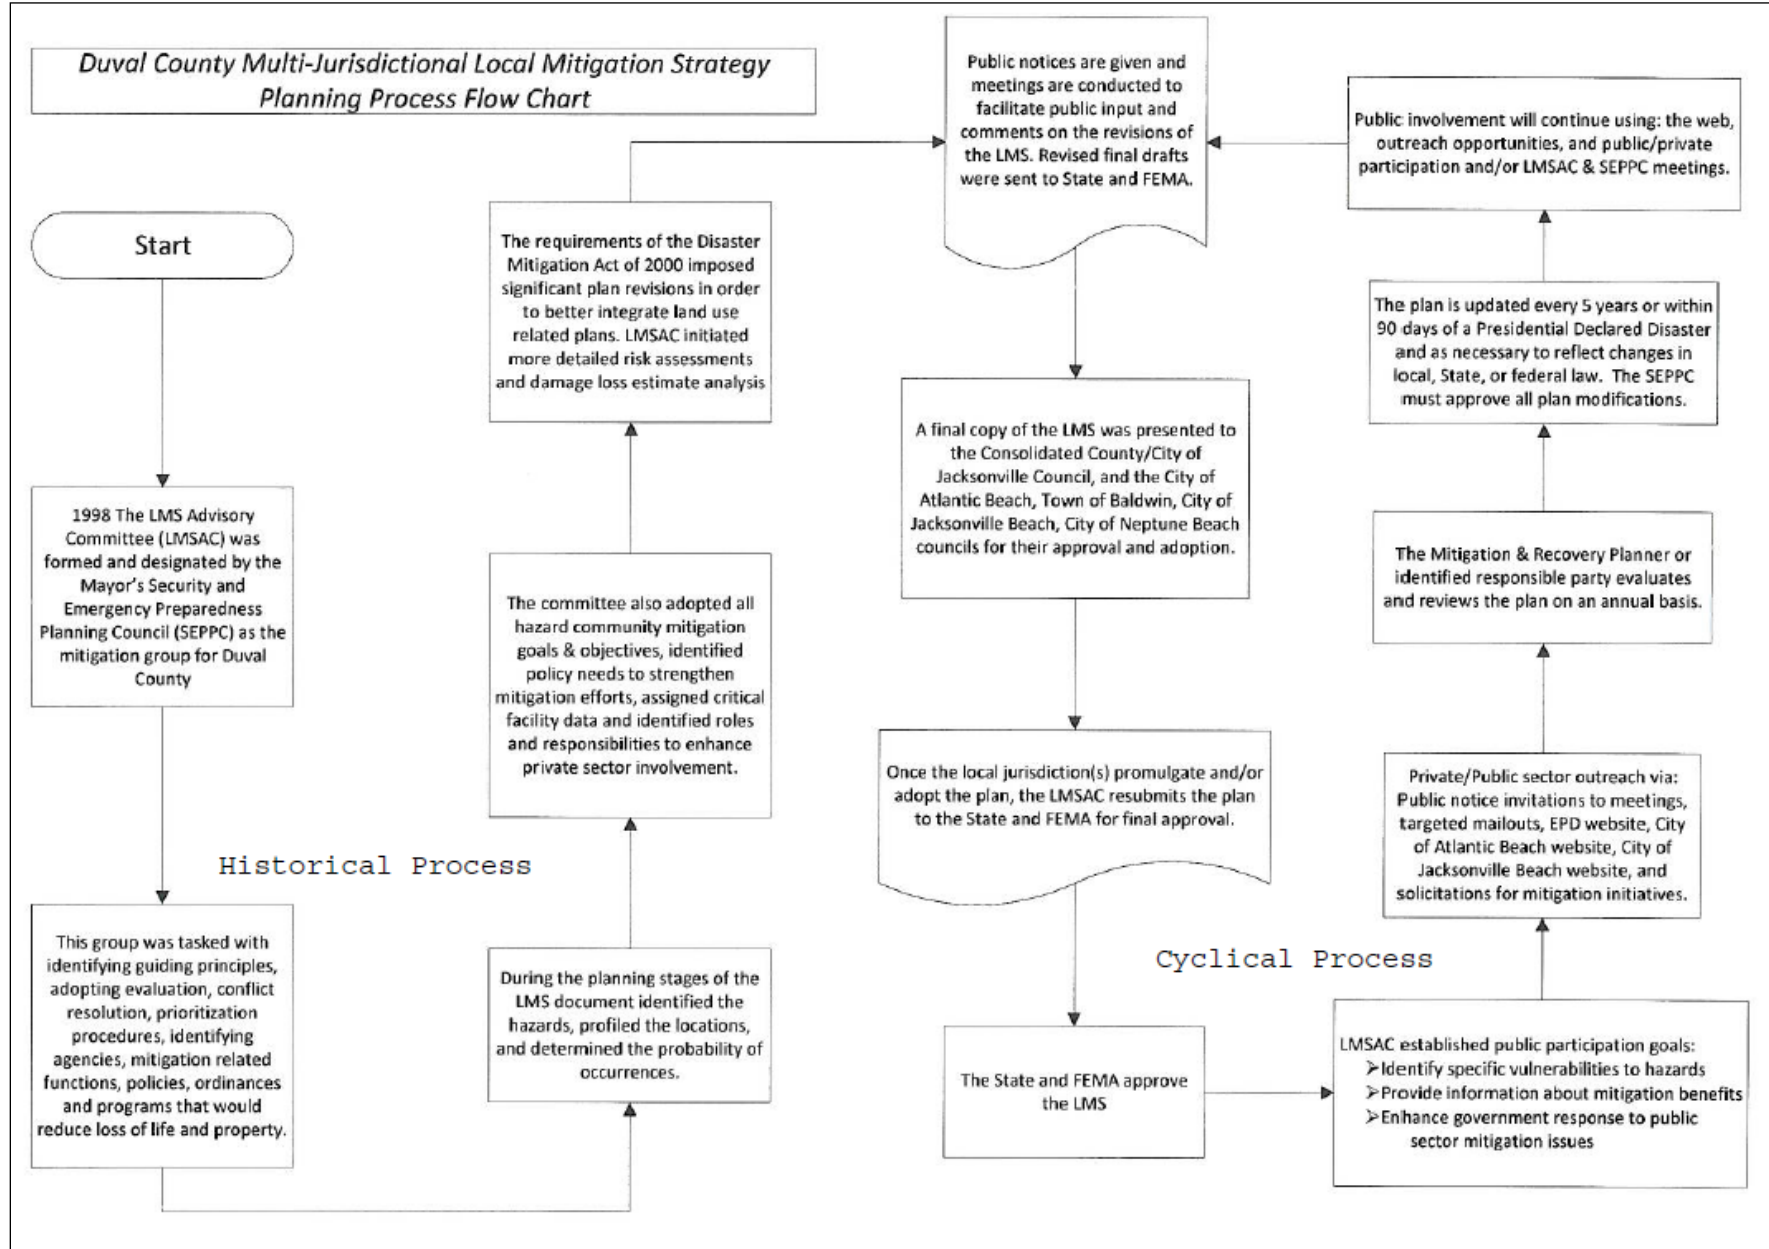 Duval County Multi-Jurisdictional Local Mitigation Strategy
Planning Process Flow Chart
Start
1998 The LMS Advisory
Committee (LMSAC) was
formed and designated by the
Mayor's Security and
Emergency Preparedness
Planning Council (SEPPC) as the
mitigation group for Duval
County
This group was tasked with
identifying guiding principles,
adopting evaluation, conflict
resolution, prioritization
procedures, identifying
agencies, mitigation related
functions, policies, ordinances
and programs that would
reduce loss of life and property.
Historical Process
During the planning stages of the
LMS document identified the
hazards, profiled the locations,
and determined the probability of
occurrences.
The committee also adopted all
hazard community mitigation
goals & objectives, identified
policy needs to strengthen
mitigation efforts, assigned critical
facility data and identified roles
and responsibilities to enhance
private sector involvement.
The requirements of the Disaster
Mitigation Act of 2000 imposed
significant plan revisions in order
to better integrate land use
related plans. LMSAC initiated
more detailed risk assessments
and damage loss estimate analysis
Public notices are given and
meetings are conducted to
facilitate public input and
comments on the revisions of
the LMS. Revised final drafts
were sent to State and FEMA.
A final copy of the LMS was presented to
the Consolidated County/City of
Jacksonville Council, and the City of
Atlantic Beach, Town of Baldwin, City of
Jacksonville Beach, City of Neptune Beach
councils for their approval and adoption.
Once the local jurisdiction(s) promulgate and/or
adopt the plan, the LMSAC resubmits the plan
to the State and FEMA for final approval.
Cyclical Process
The State and FEMA approve
the LMS
LMSAC established public participation goals:
➢Identify specific vulnerabilities to hazards
➢Provide information about mitigation benefits
➢Enhance government response to public
sector mitigation issues
Private/Public sector outreach via:
Public notice invitations to meetings,
targeted mailouts, EPD website, City
of Atlantic Beach website, City of
Jacksonville Beach website, and
solicitations for mitigation initiatives.
The Mitigation & Recovery Planner or
identified responsible party evaluates
and reviews the plan on an annual basis.
The plan is updated every 5 years or within
90 days of a Presidential Declared Disaster
and as necessary to reflect changes in
local, State, or federal law. The SEPPC
must approve all plan modifications.
Public involvement will continue using: the web,
outreach opportunities, and public/private
participation and/or LMSAC & SEPPC meetings.